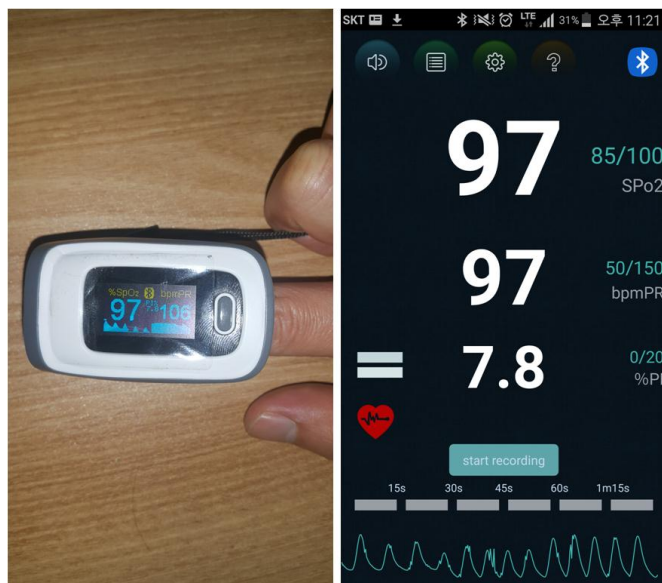 %SpO2 bpmPR
97 106
SKT LTE 31% 오후 11:21
97 85/100
SPo2
97 50/150
bpmPR
7.8 0/20
%PI
start recording
15s 30s 45s 60s 1m15s